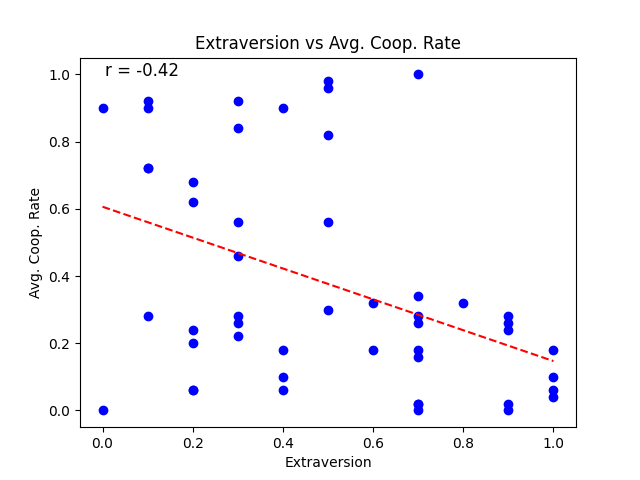 Extraversion vs Avg. Coop. Rate
r = -0.42
1.0
0.8
0.6
0.4
0.2
0.0
Avg. Coop. Rate
0.0 0.2 0.4 0.6 0.8 1.0
Extraversion